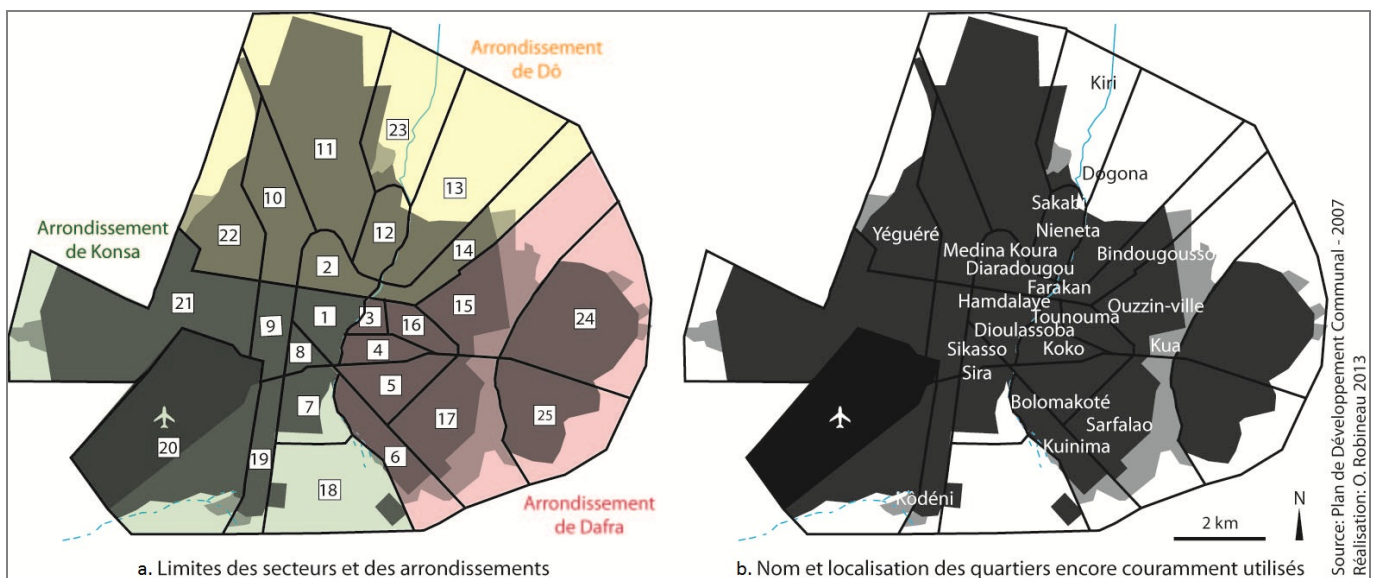 Arrondissement
de Dô
Arrondissement
de Konsa
Arrondissement
de Dafra
11
23
10
13
12
22
14
2
21
15
1
3
16
9
24
8
4
5
7
17
25
20
19
6
18
a. Limites des secteurs et des arrondissements
Kiri
Dogona
Sakabi
Nieneta
Yéguéré
Medina Koura
Bindougousso
Diaradougou
Farakan
Hamdalaye
Ouzzin-ville
Tounouma
Dioulassoba
Sikasso
Koko
Kua
Sira
Bolomakoté
Sarfalao
Kuinima
Kôdéni
N
2 km
b. Nom et localisation des quartiers encore couramment utilisés
Source: Plan de Développement Communal - 2007
Réalisation: O. Robineau 2013